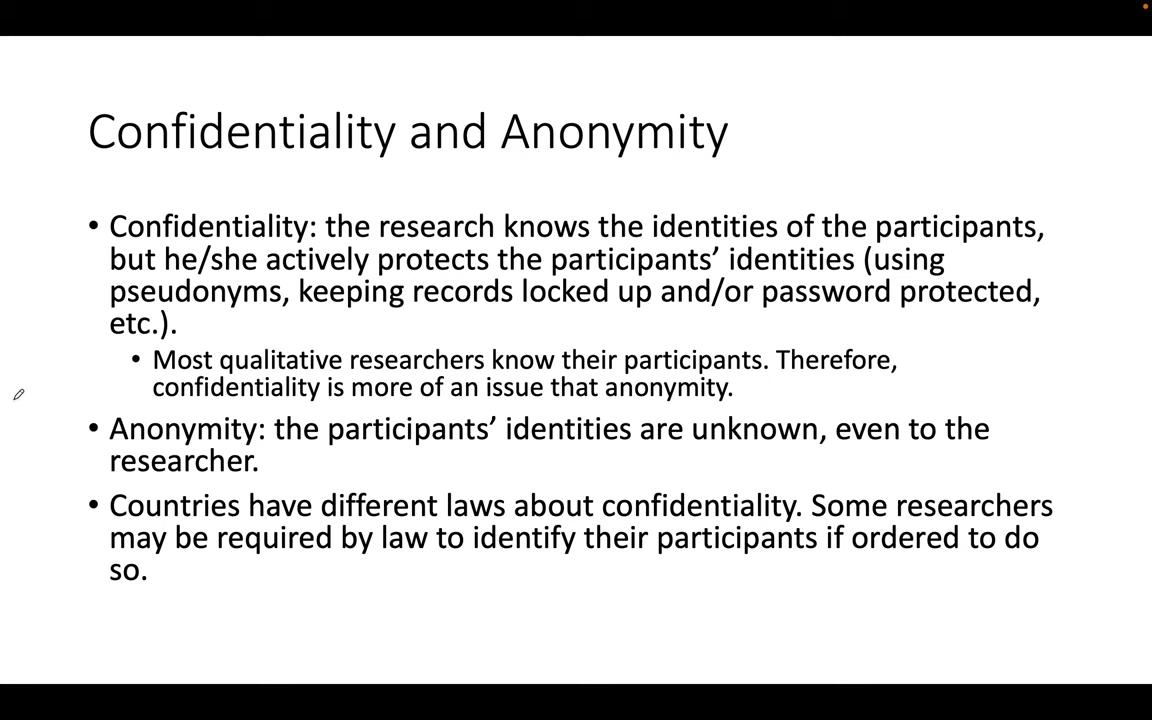 Confidentiality and Anonymity
• Confidentiality: the research knows the identities of the participants,
but he/she actively protects the participants’ identities (using
pseudonyms, keeping records locked up and/or password protected,
etc.).
• Most qualitative researchers know their participants. Therefore,
confidentiality is more of an issue that anonymity.
• Anonymity: the participants’ identities are unknown, even to the
researcher.
• Countries have different laws about confidentiality. Some researchers
may be required by law to identify their participants if ordered to do
so.